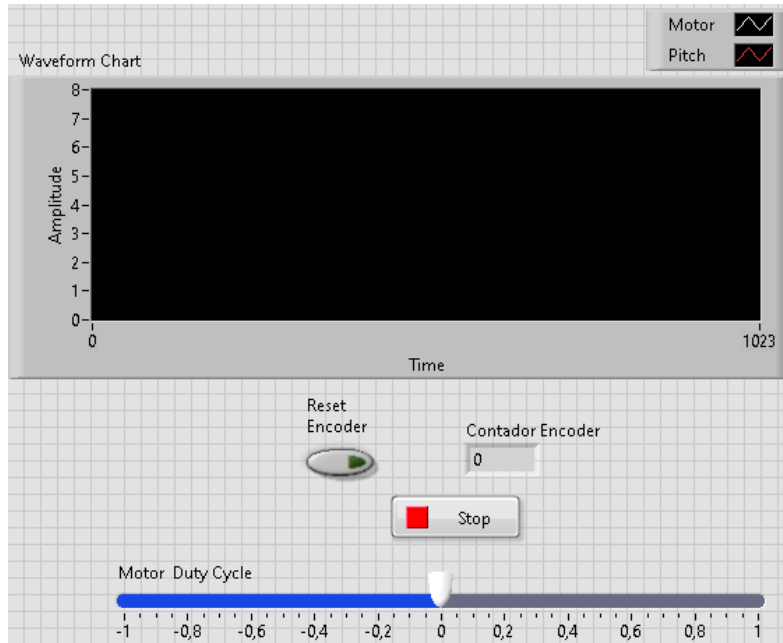 Motor
Pitch
Waveform Chart
8
7
6
5
4
3
2
1
0
Amplitude
0 1023
Time
Reset
Encoder
Contador Encoder
0
Stop
Motor Duty Cycle
-1 -0,8 -0,6 -0,4 -0,2 0 0,2 0,4 0,6 0,8 1